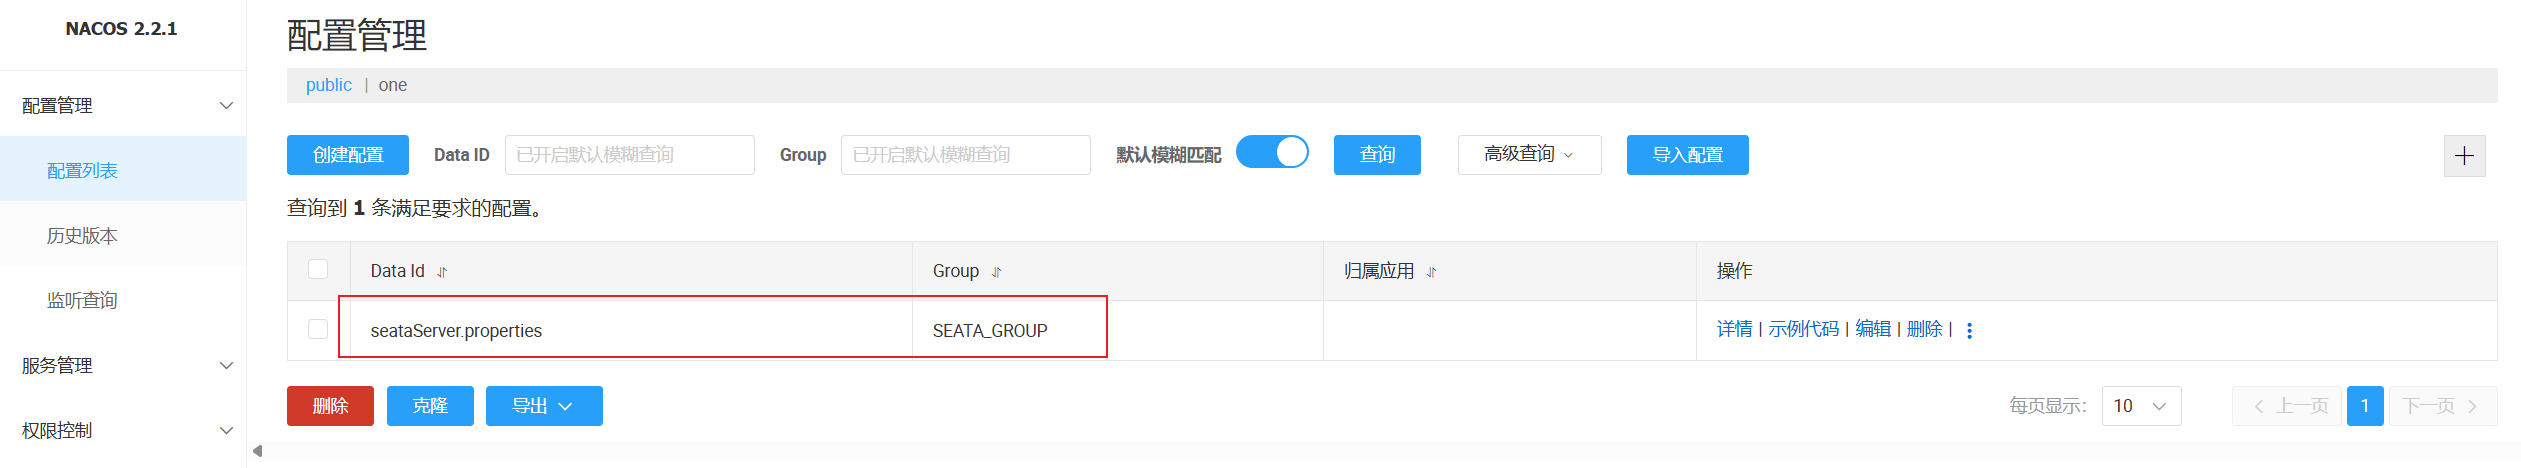 NACOS 2.2.1
配置管理
配置列表
历史版本
监听查询
服务管理
权限控制
配置管理
public | one
创建配置 Data ID 已开启默认模糊查询 Group 已开启默认模糊查询 默认模糊匹配 查询 高级查询 导入配置
查询到 1 条满足要求的配置。
Data Id Group 归属应用 操作
seataServer.properties SEATA_GROUP 详情 | 示例代码 | 编辑 | 删除 |
删除 克隆 导出 每页显示: 10 上一页 1 下一页